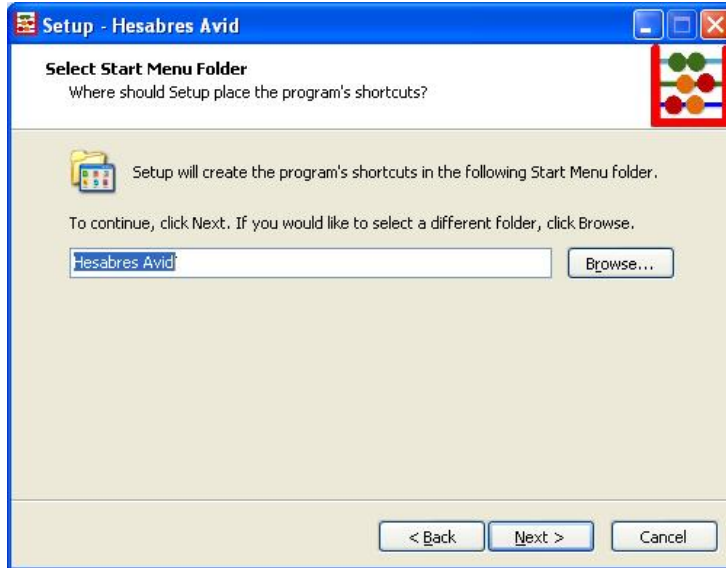 Setup - Hesabres Avid
Select Start Menu Folder
Where should Setup place the program's shortcuts?
Setup will create the program's shortcuts in the following Start Menu folder.
To continue, click Next. If you would like to select a different folder, click Browse.
Hesabres Avid
Browse...
< Back
Next >
Cancel